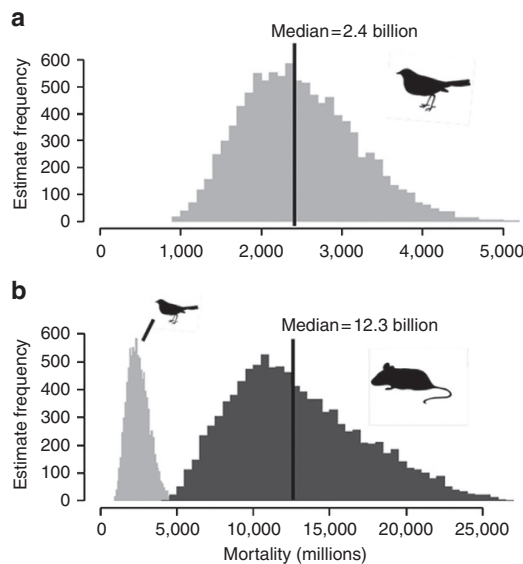 a
Median=2.4 billion
Estimate frequency
600
500
400
300
200
100
0
0 1,000 2,000 3,000 4,000 5,000
b
Median=12.3 billion
Estimate frequency
600
500
400
300
200
100
0
0 5,000 10,000 15,000 20,000 25,000
Mortality (millions)